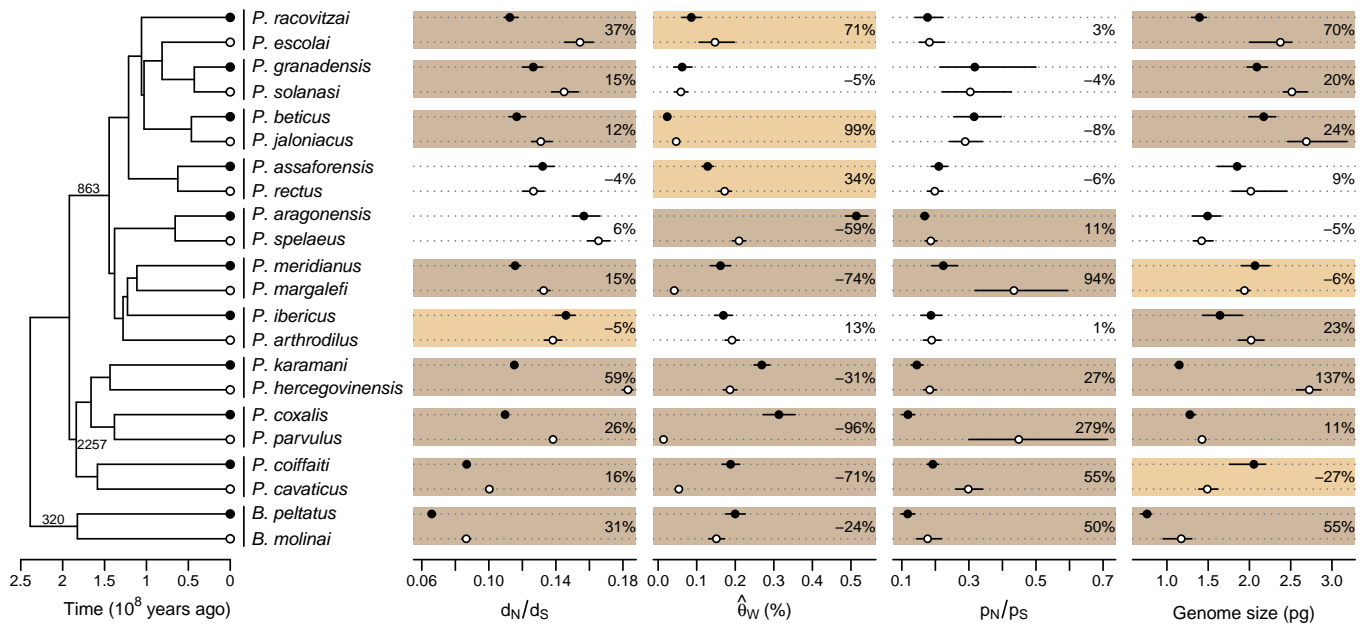 P. racovitzai
37% 71% 3% 70%
P. escolai
P. granadensis
15% −5% −4% 20%
P. solanasi
P. beticus
12% 99% −8% 24%
P. jaloniacus
P. assaforensis
−4% 34% −6% 9%
863
P. rectus
P. aragonensis
6% −59% 11% −5%
P. spelaeus
P. meridianus
15% −74% 94% −6%
P. margalefi
P. ibericus
−5% 13% 1% 23%
P. arthrodilus
P. karamani
59% −31% 27% 137%
P. hercegovinensis
P. coxalis
26% −96% 279% 11%
2257
P. parvulus
P. coiffaiti
16% −71% 55% −27%
P. cavaticus
B. peltatus
320
31% −24% 50% 55%
B. molinai
2.5 2 1.5 1 0.5 0 0.06 0.10 0.14 0.18 0.0 0.1 0.2 0.3 0.4 0.5 0.1 0.3 0.5 0.7 1.0 1.5 2.0 2.5 3.0
Time (10⁸ years ago) dN/dS θ̂W (%) pN/pS Genome size (pg)